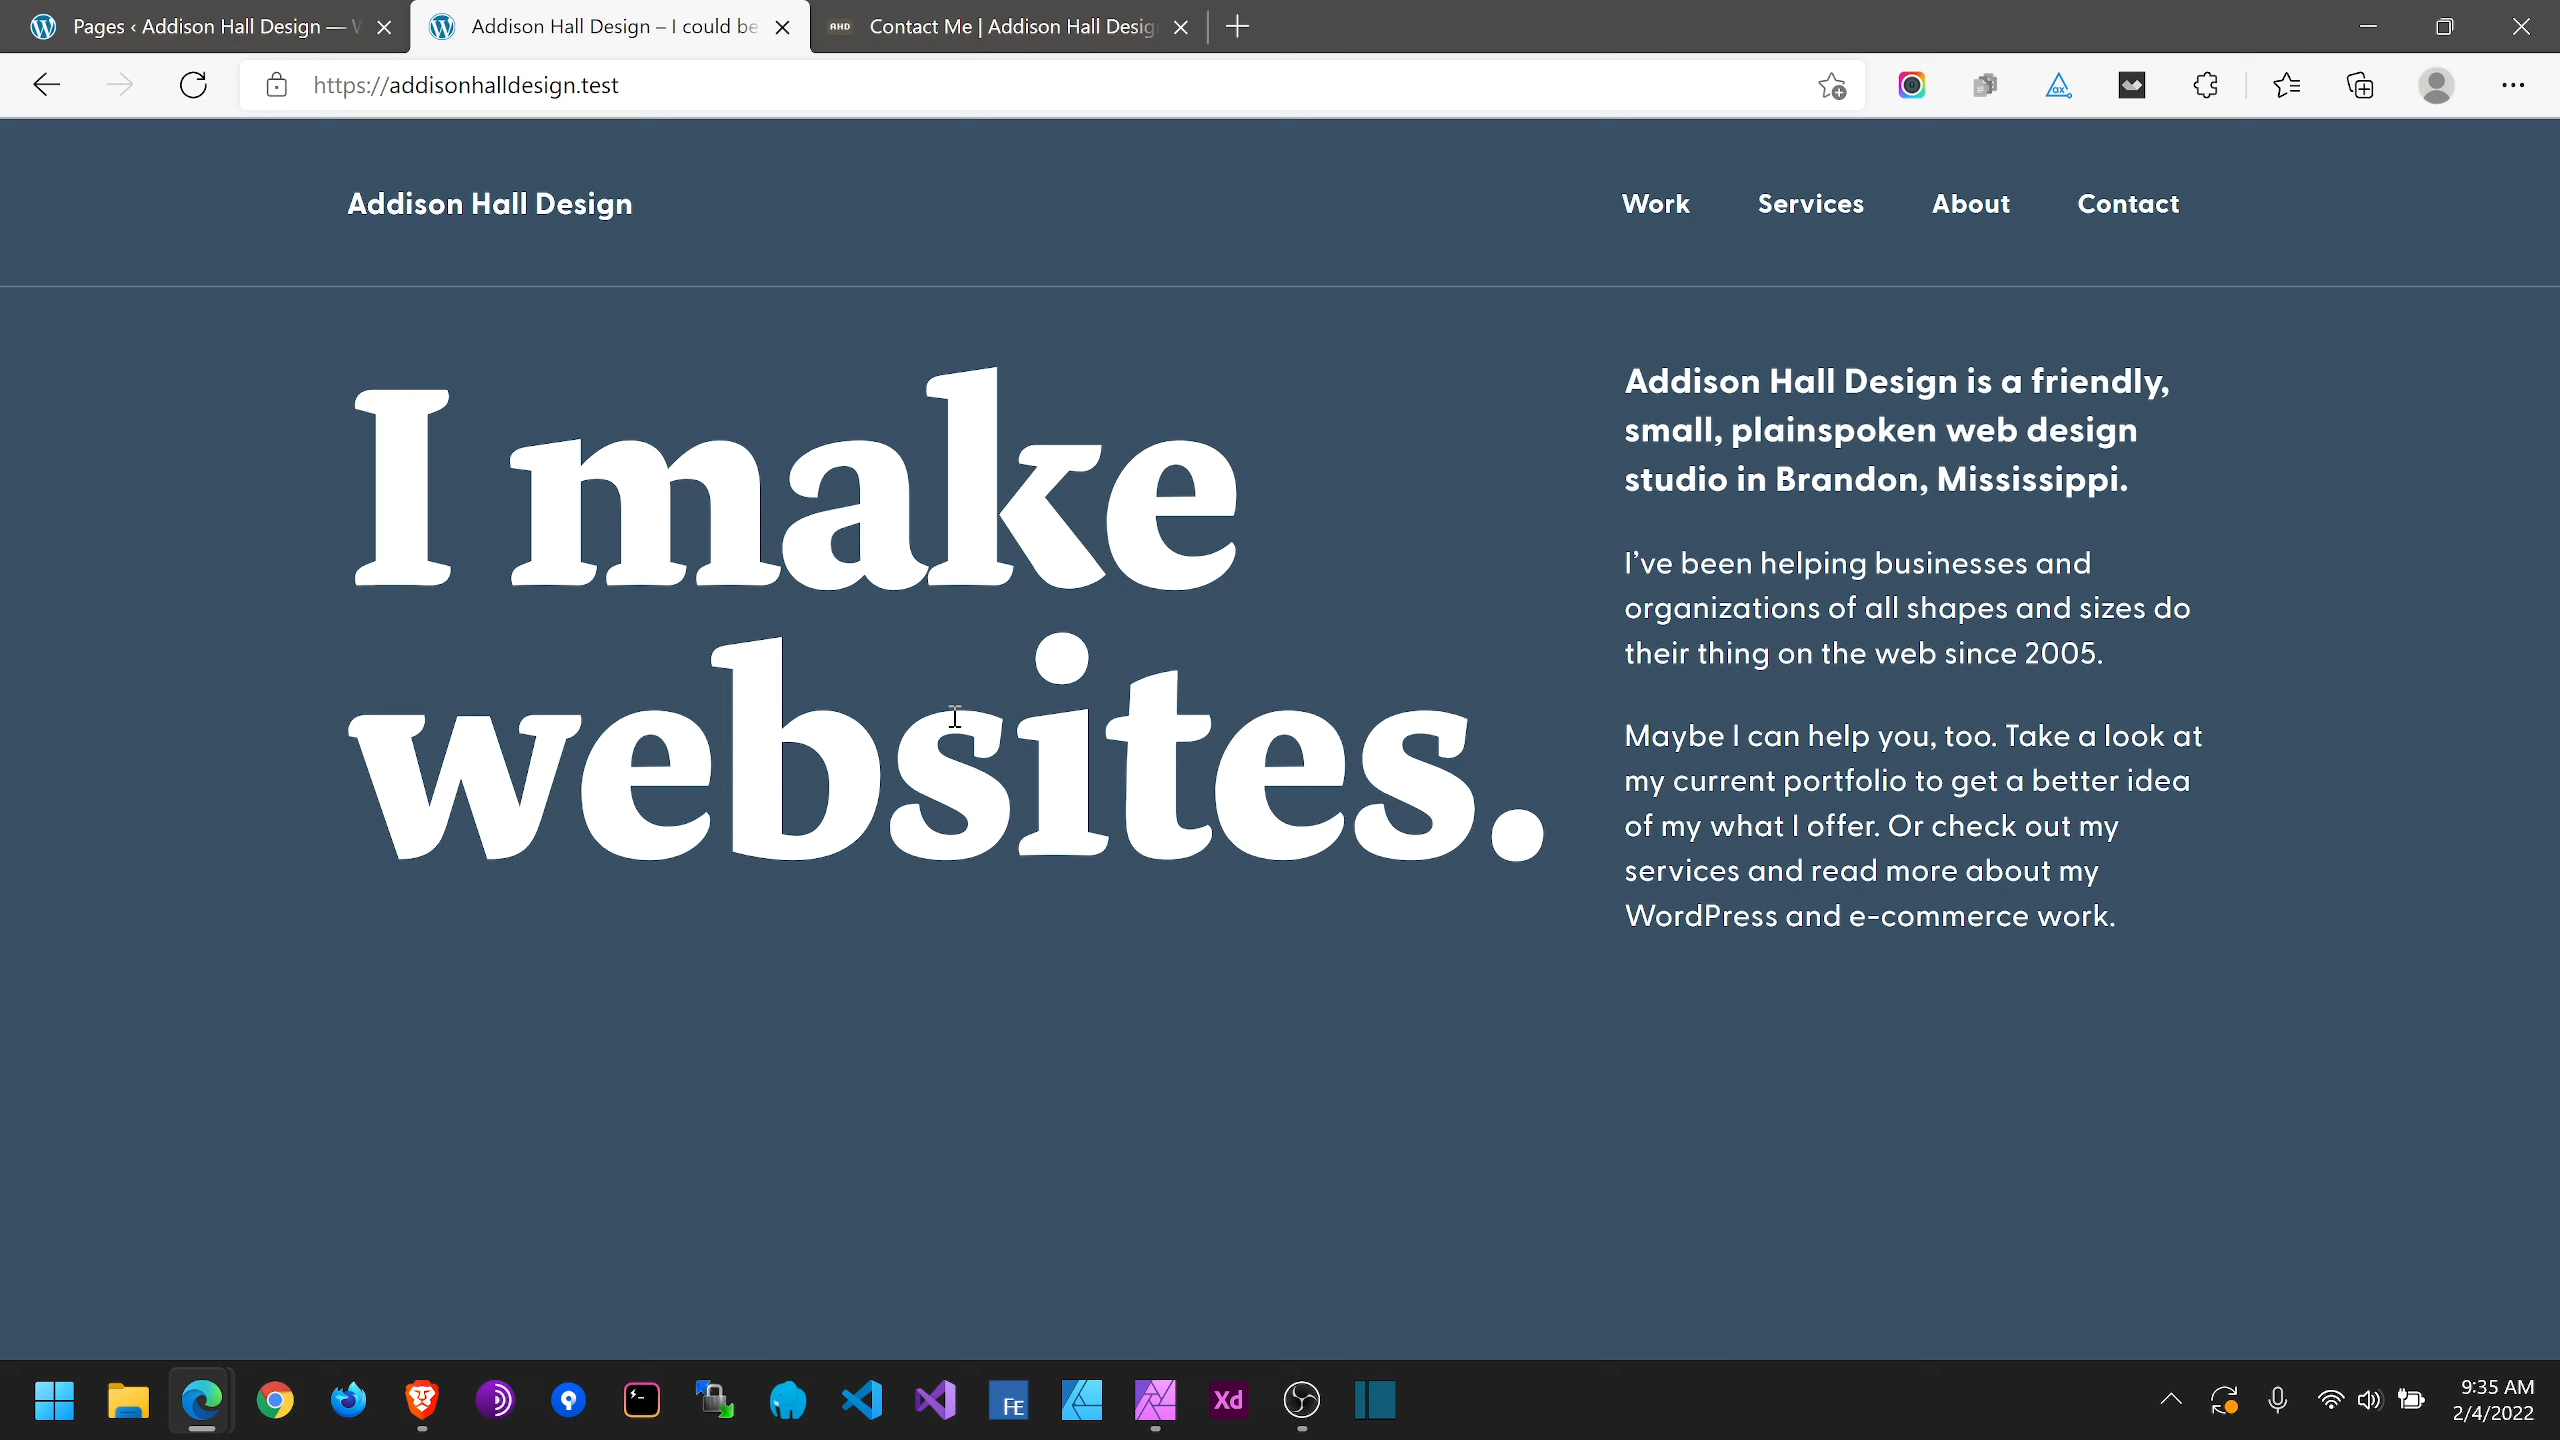 Pages ‹ Addison Hall Design — W
Addison Hall Design – I could be
AHD
Contact Me | Addison Hall Desig
https://addisonhalldesign.test
Addison Hall Design
Work
Services
About
Contact
I make
websites.
Addison Hall Design is a friendly,
small, plainspoken web design
studio in Brandon, Mississippi.
I’ve been helping businesses and
organizations of all shapes and sizes do
their thing on the web since 2005.
Maybe I can help you, too. Take a look at
my current portfolio to get a better idea
of my what I offer. Or check out my
services and read more about my
WordPress and e-commerce work.
FE
Xd
9:35 AM
2/4/2022